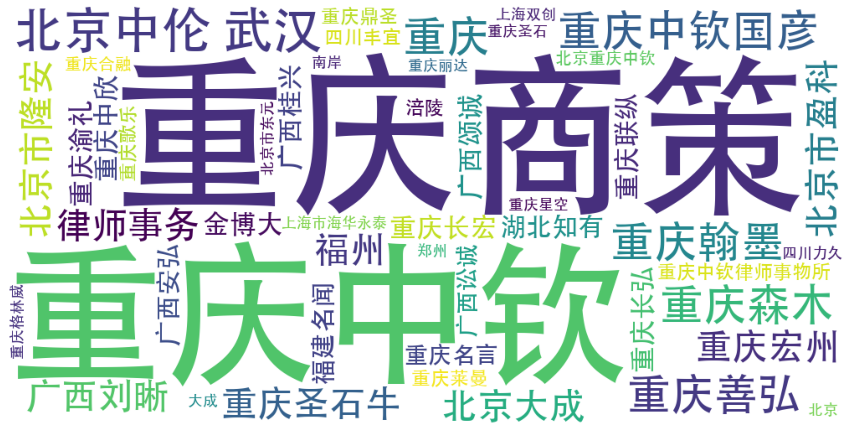 北京中伦
武汉
重庆鼎圣
四川丰宜
重庆
上海双创
重庆圣石
重庆中钦国彦
北京市隆安
重庆合融
重庆渝礼
重庆中欣
重庆歌乐
重庆商策
北京市东元
广西桂兴
南岸
重庆丽达
涪陵
广西颂诚
北京重庆中钦
重庆联纵
北京市盈科
重庆星空
律师事务
金博大
上海市海华永泰
重庆长宏
湖北知有
重庆翰墨
重庆中钦
广西安弘
福州
郑州
广西讼诚
四川力久
重庆中钦律师事物所
重庆格林威
福建名闻
重庆名言
重庆长弘
重庆森木
重庆宏州
广西刘晰
大成
重庆圣石牛
重庆莱曼
北京大成
重庆善弘
北京